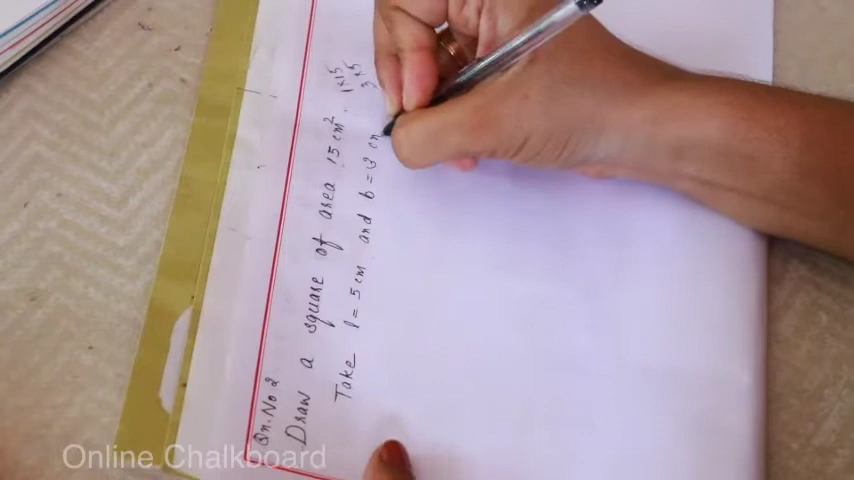 Qn. No 2
Draw a square of area 15 cm². 1×15
3×5
Take l = 5 cm and b = 3 cm
Online Chalkboard